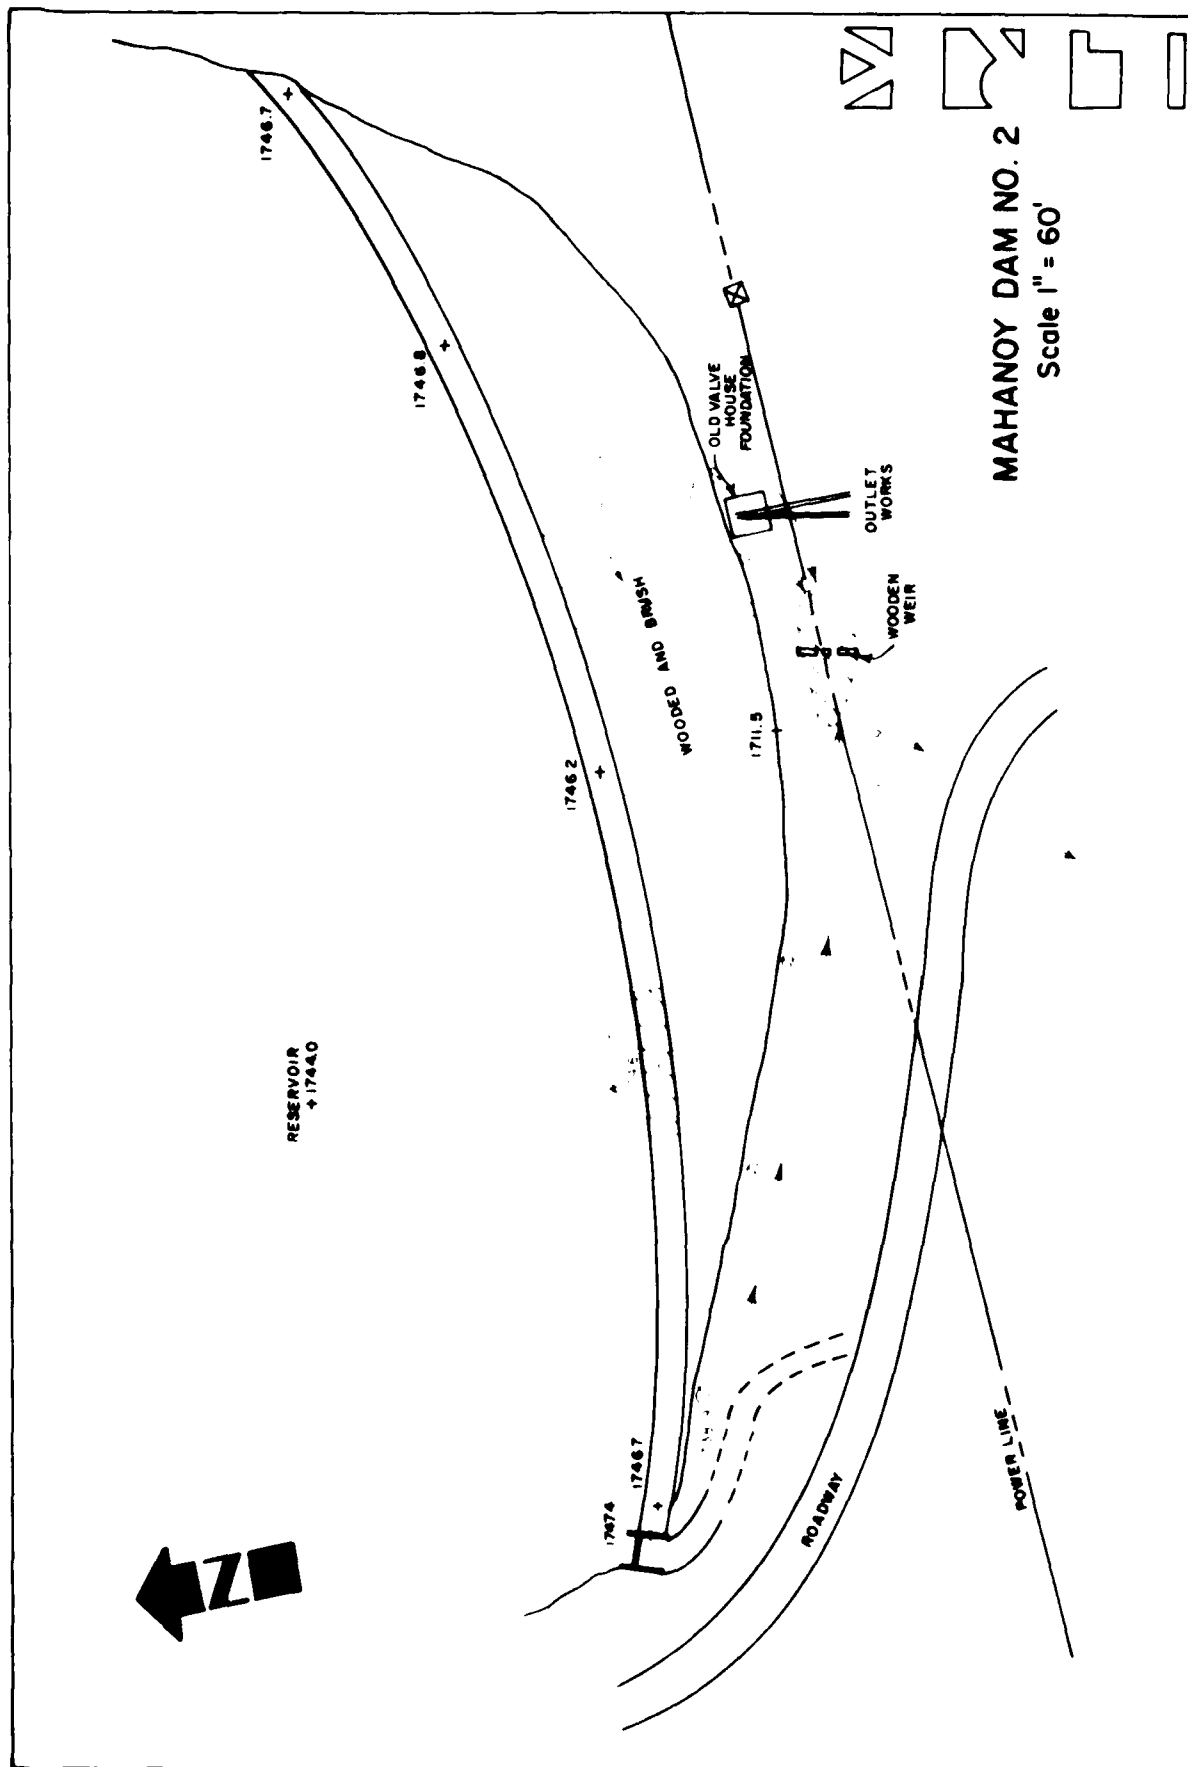 1746.7
1746.8
1746.2
1746.7
1747.4
RESERVOIR
+ 1744.0
WOODED AND BRUSH
1711.5
OLD VALVE
HOUSE
FOUNDATION
OUTLET
WORKS
WOODEN
WEIR
ROADWAY
POWER LINE
N
MAHANOY DAM NO. 2
Scale 1" = 60'